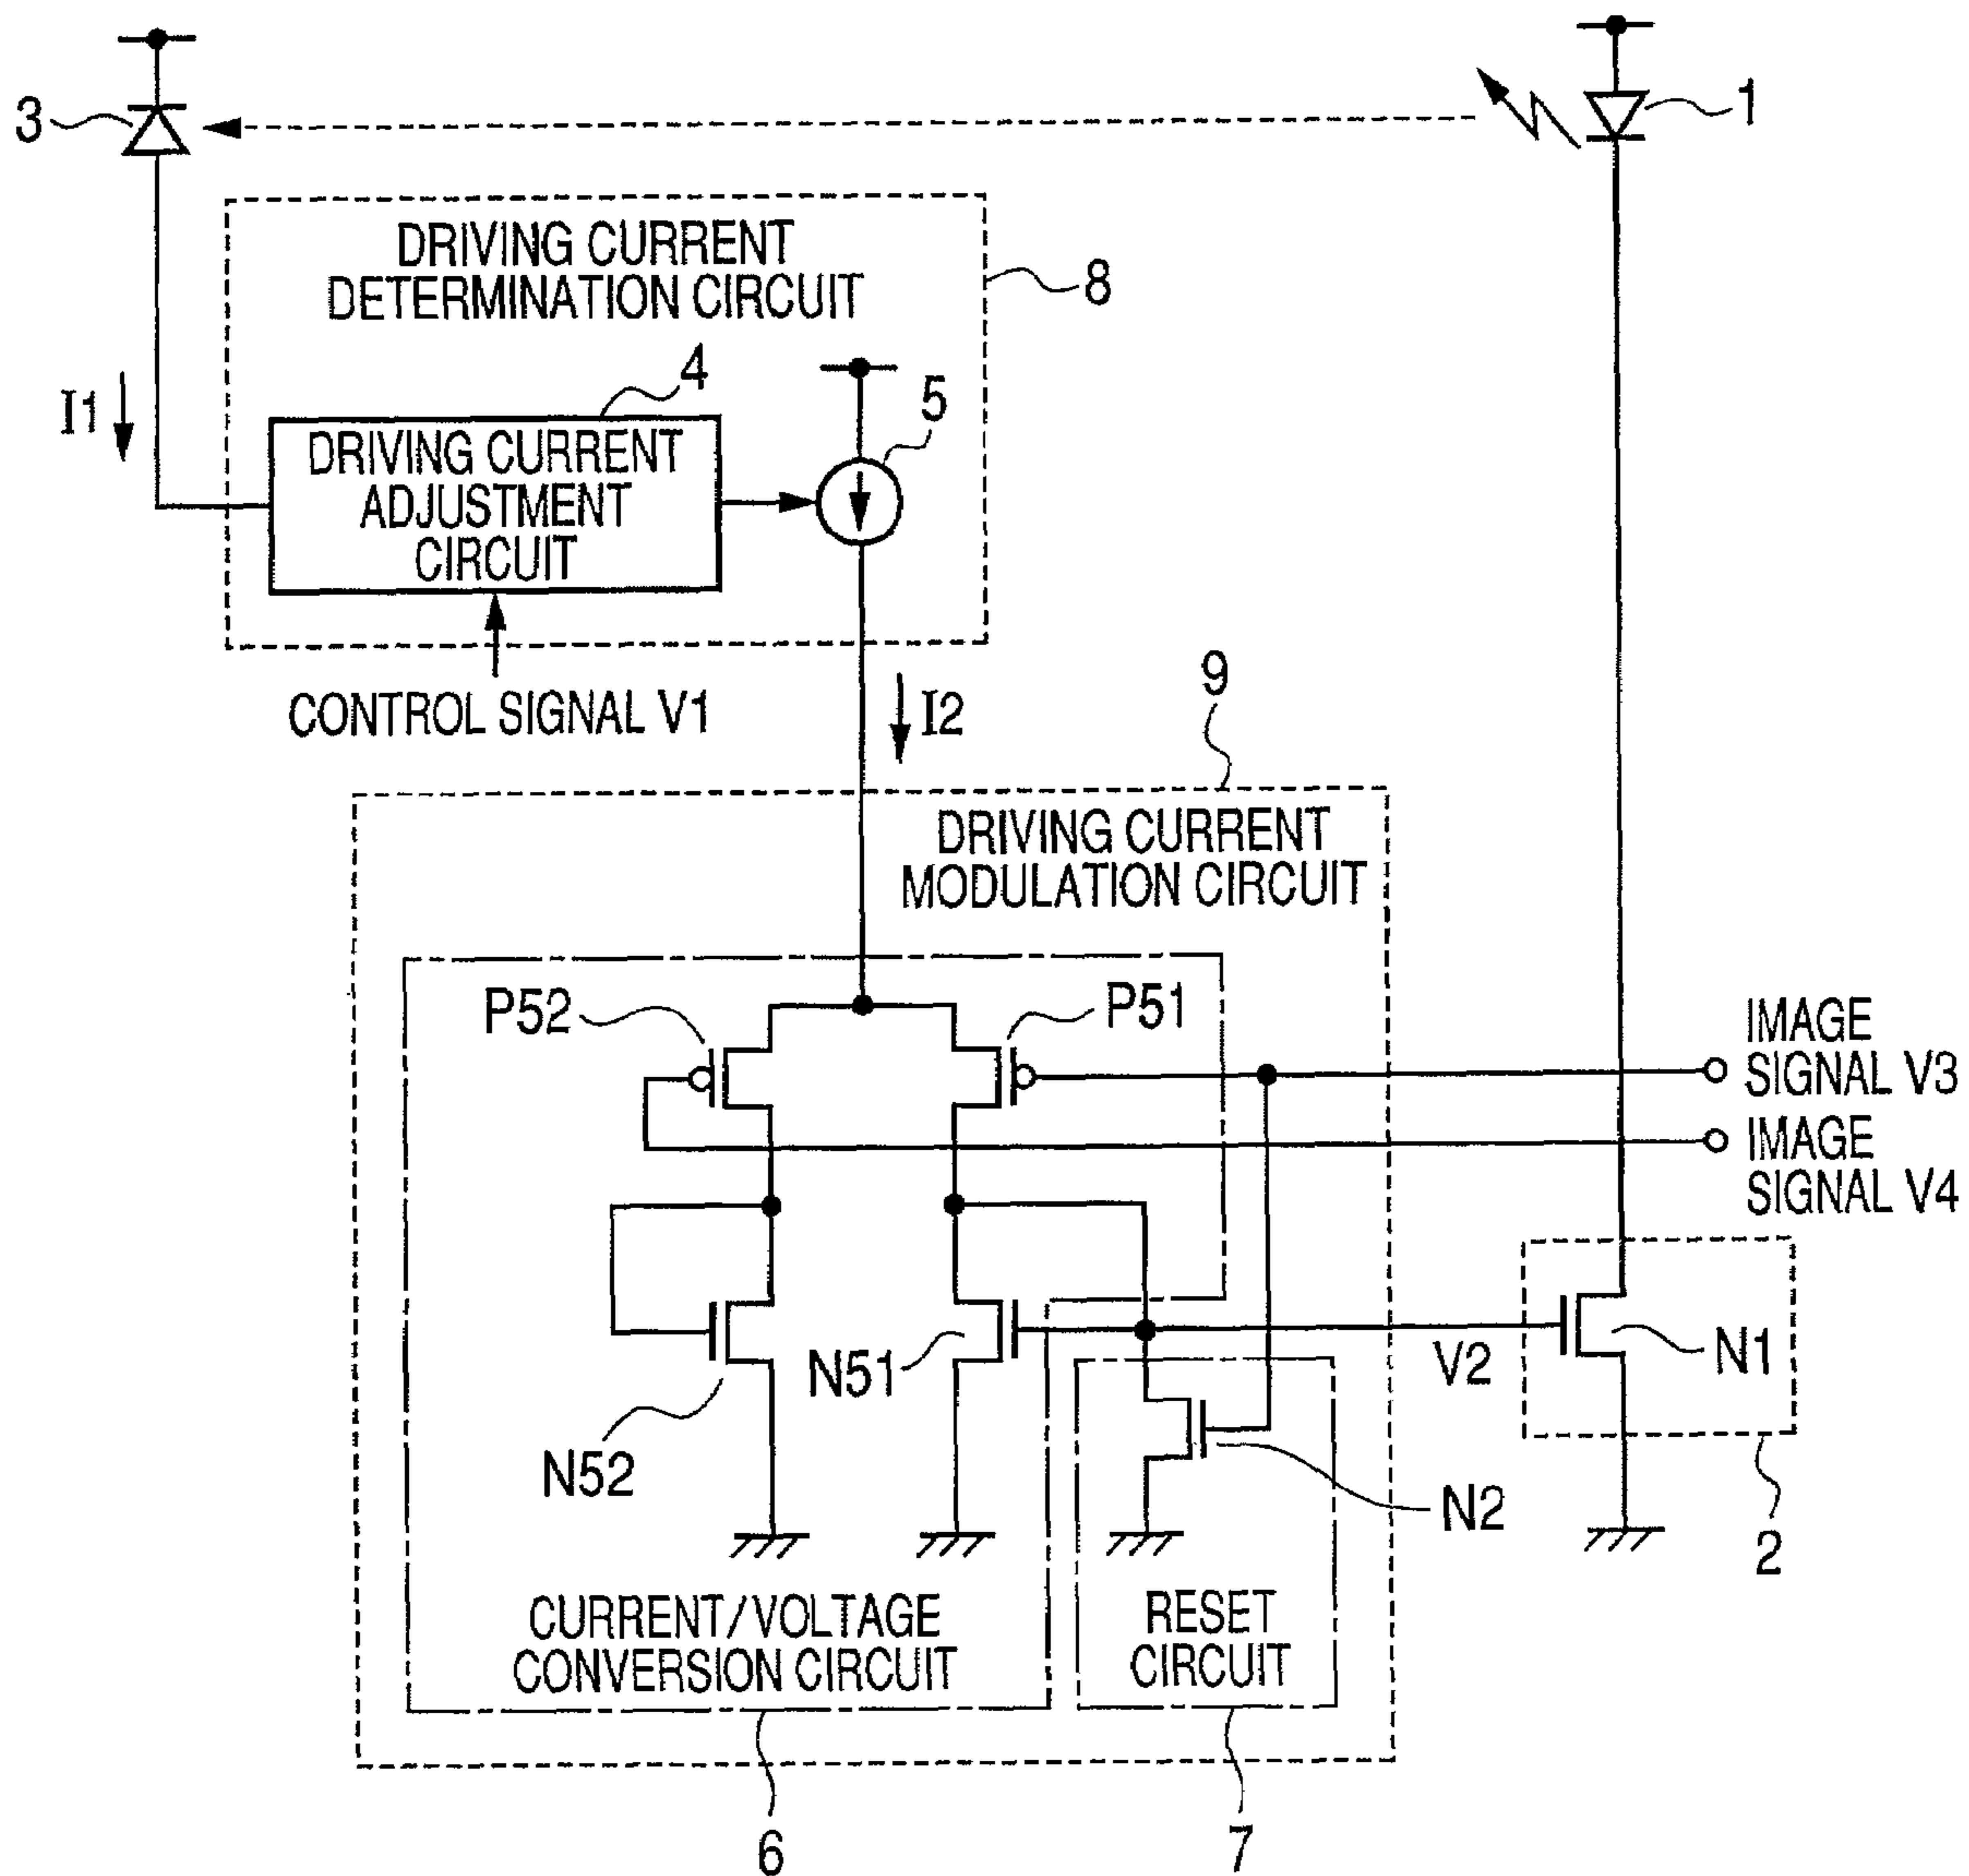 3
1
DRIVING CURRENT
DETERMINATION CIRCUIT
8
4
5
I1
DRIVING CURRENT
ADJUSTMENT
CIRCUIT
CONTROL SIGNAL V1
I2
9
DRIVING CURRENT
MODULATION CIRCUIT
P52
P51
IMAGE
SIGNAL V3
IMAGE
SIGNAL V4
N51
V2
N1
N52
N2
2
CURRENT/VOLTAGE
CONVERSION CIRCUIT
RESET
CIRCUIT
6
7